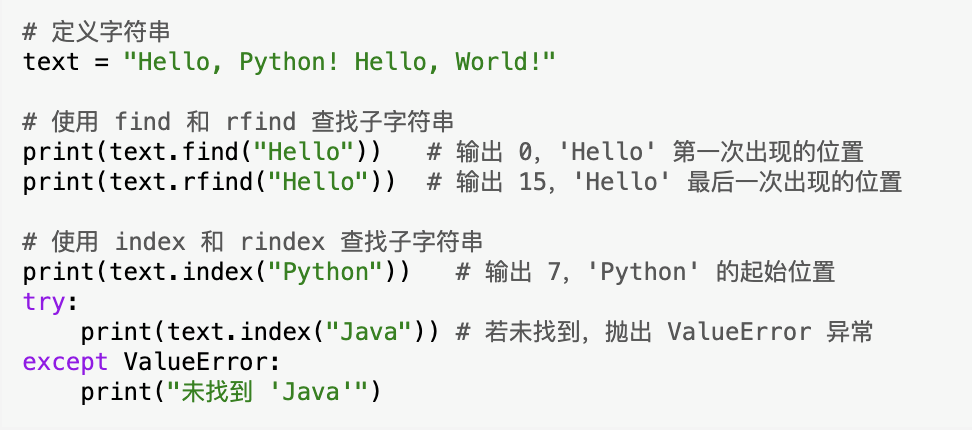 # 定义字符串
text = "Hello, Python! Hello, World!"
# 使用 find 和 rfind 查找子字符串
print(text.find("Hello"))   # 输出 0，'Hello' 第一次出现的位置
print(text.rfind("Hello"))  # 输出 15，'Hello' 最后一次出现的位置
# 使用 index 和 rindex 查找子字符串
print(text.index("Python"))   # 输出 7，'Python' 的起始位置
try:
    print(text.index("Java")) # 若未找到，抛出 ValueError 异常
except ValueError:
    print("未找到 'Java'")